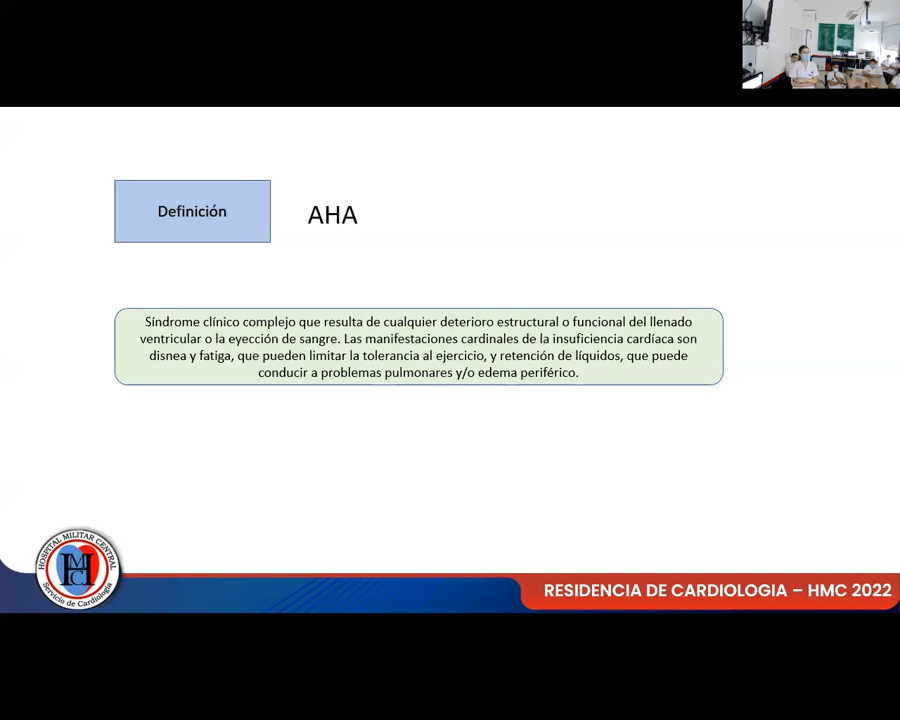 Definición
AHA
Síndrome clínico complejo que resulta de cualquier deterioro estructural o funcional del llenado
ventricular o la eyección de sangre. Las manifestaciones cardinales de la insuficiencia cardíaca son
disnea y fatiga, que pueden limitar la tolerancia al ejercicio, y retención de líquidos, que puede
conducir a problemas pulmonares y/o edema periférico.
HOSPITAL MILITAR CENTRAL
HMC
Servicio de Cardiología
RESIDENCIA DE CARDIOLOGIA – HMC 2022